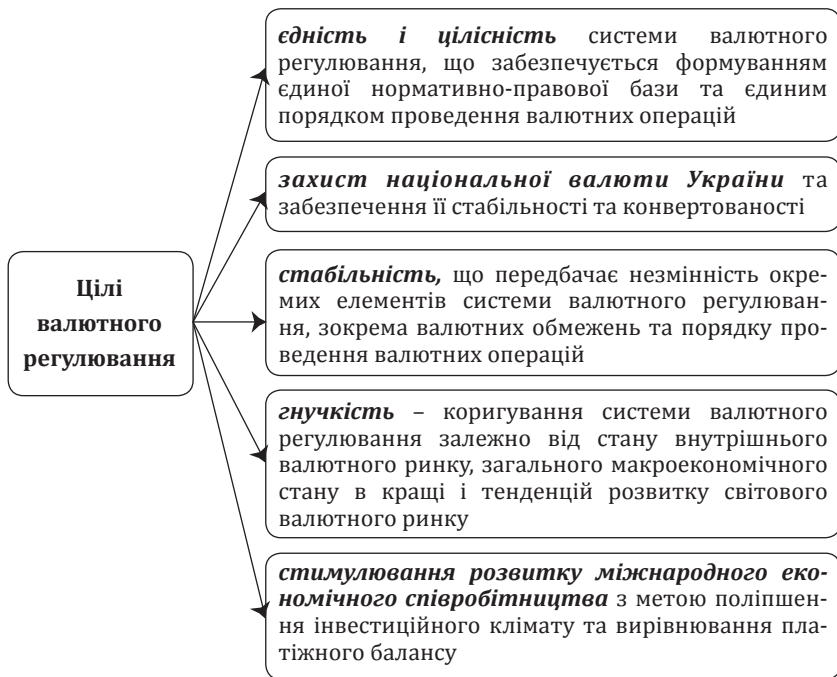 Цілі
валютного
регулювання
єдність і цілісність системи валютного
регулювання, що забезпечується формуванням
єдиної нормативно-правової бази та єдиним
порядком проведення валютних операцій
захист національної валюти України та
забезпечення її стабільності та конвертованості
стабільність, що передбачає незмінність окре-
мих елементів системи валютного регулюван-
ня, зокрема валютних обмежень та порядку про-
ведення валютних операцій
гнучкість – коригування системи валютного
регулювання залежно від стану внутрішнього
валютного ринку, загального макроекономічного
стану в кращі і тенденцій розвитку світового
валютного ринку
стимулювання розвитку міжнародного еко-
номічного співробітництва з метою поліпшен-
ня інвестиційного клімату та вирівнювання пла-
тіжного балансу